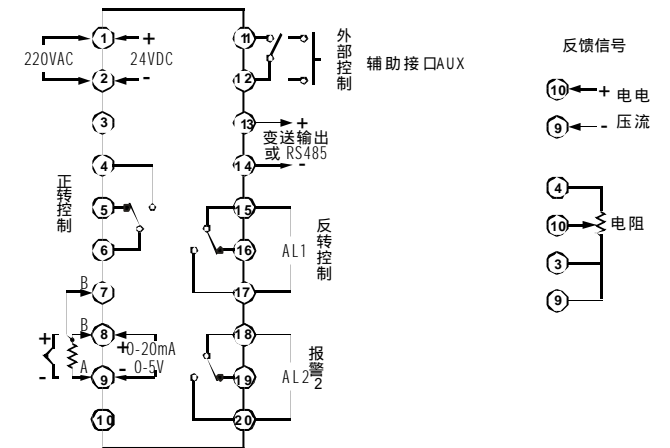 1 + 11
220VAC 24VDC
2 - 12
外部控制
辅助接口AUX
3 13 +
变送输出
或 RS485
4 14 -
正转控制
5 15
6 16 AL1
反转控制
B 7 17
+ B 8 + 0-20mA 18
- A 9 - 0-5V 19 AL2
报警2
10 20
反馈信号
10 + 电电
9 - 压流
4
10 电阻
3
9